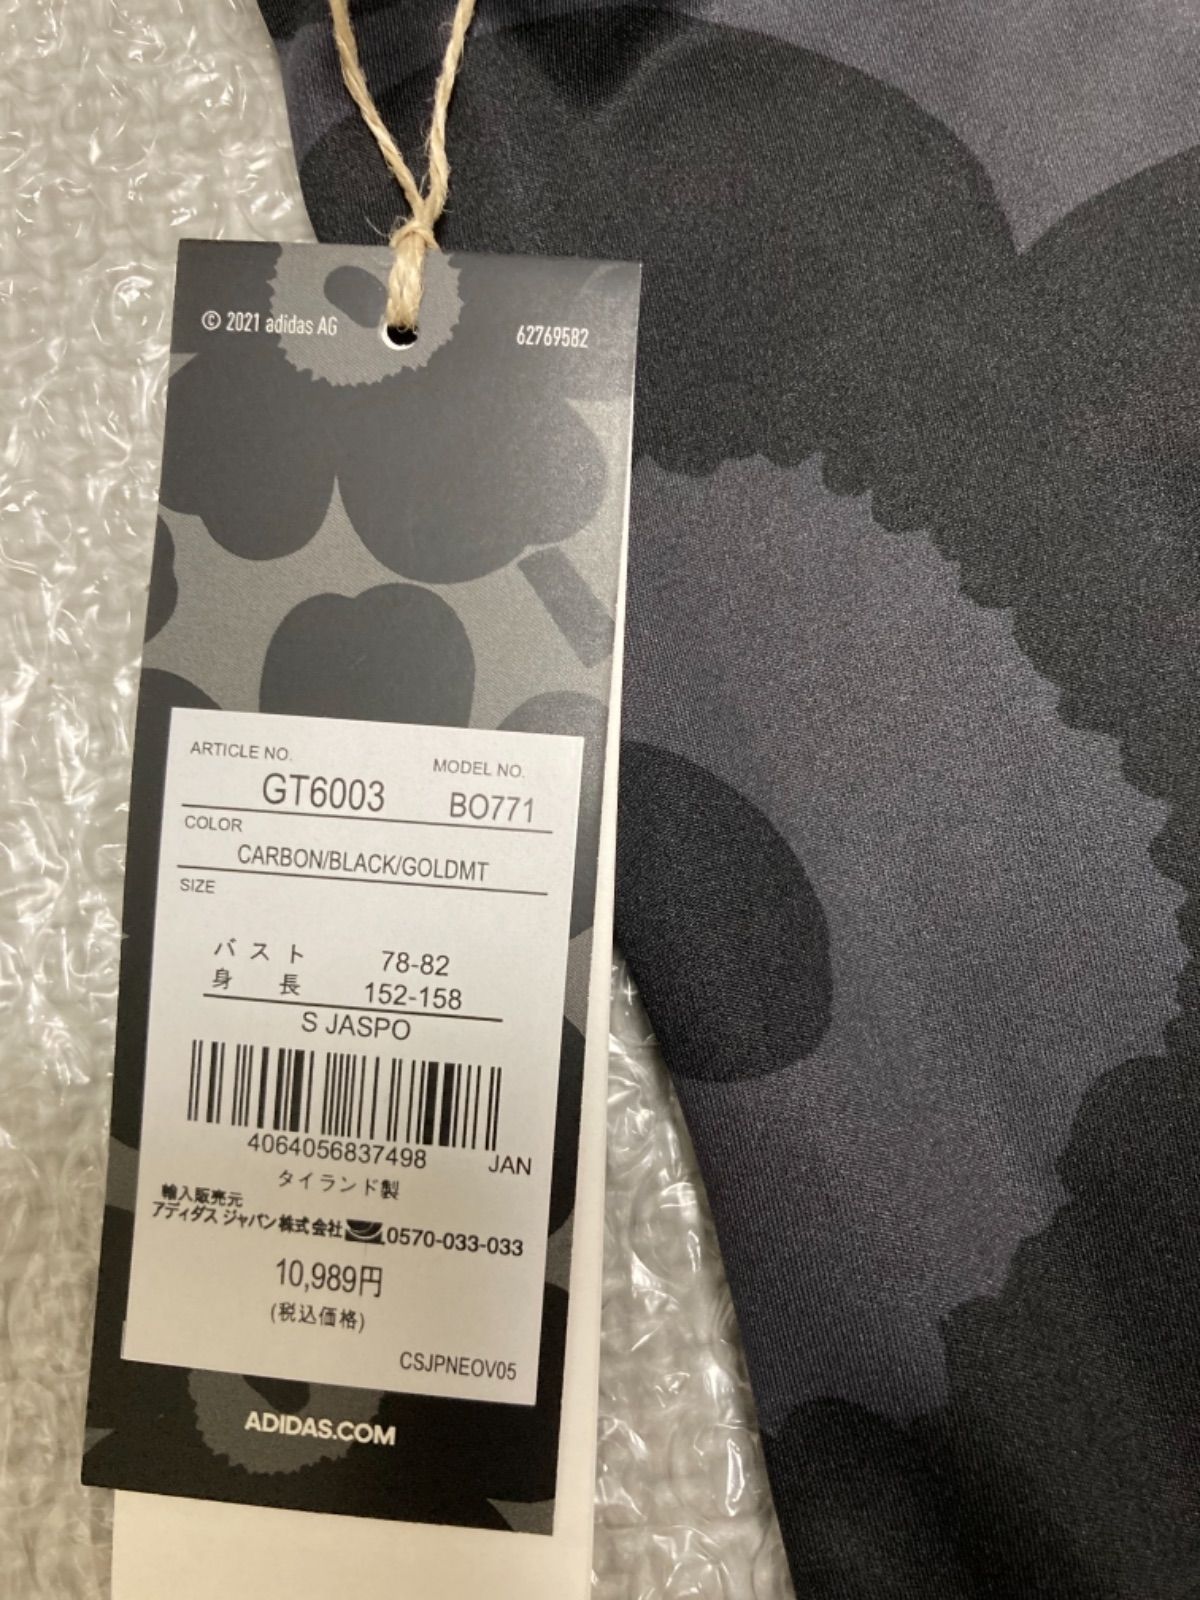 © 2021 adidas AG
62769582
ARTICLE NO.
MODEL NO.
GT6003
BO771
COLOR
CARBON/BLACK/GOLDMT
SIZE
バスト 78-82
身長 152-158
S JASPO
4064056837498 JAN
タイランド製
輸入販売元
アディダス ジャパン株式会社 0570-033-033
10,989円
(税込価格)
CSJPNEOV05
ADIDAS.COM